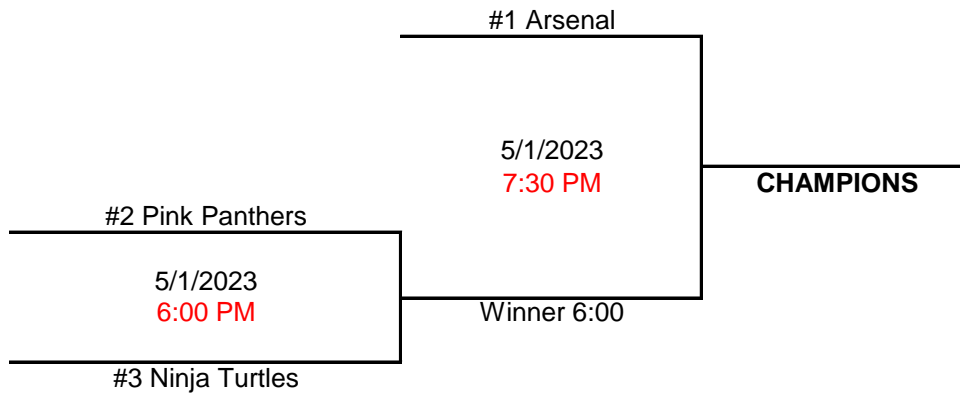 #1 Arsenal
5/1/2023
7:30 PM
CHAMPIONS
#2 Pink Panthers
5/1/2023
6:00 PM
Winner 6:00
#3 Ninja Turtles